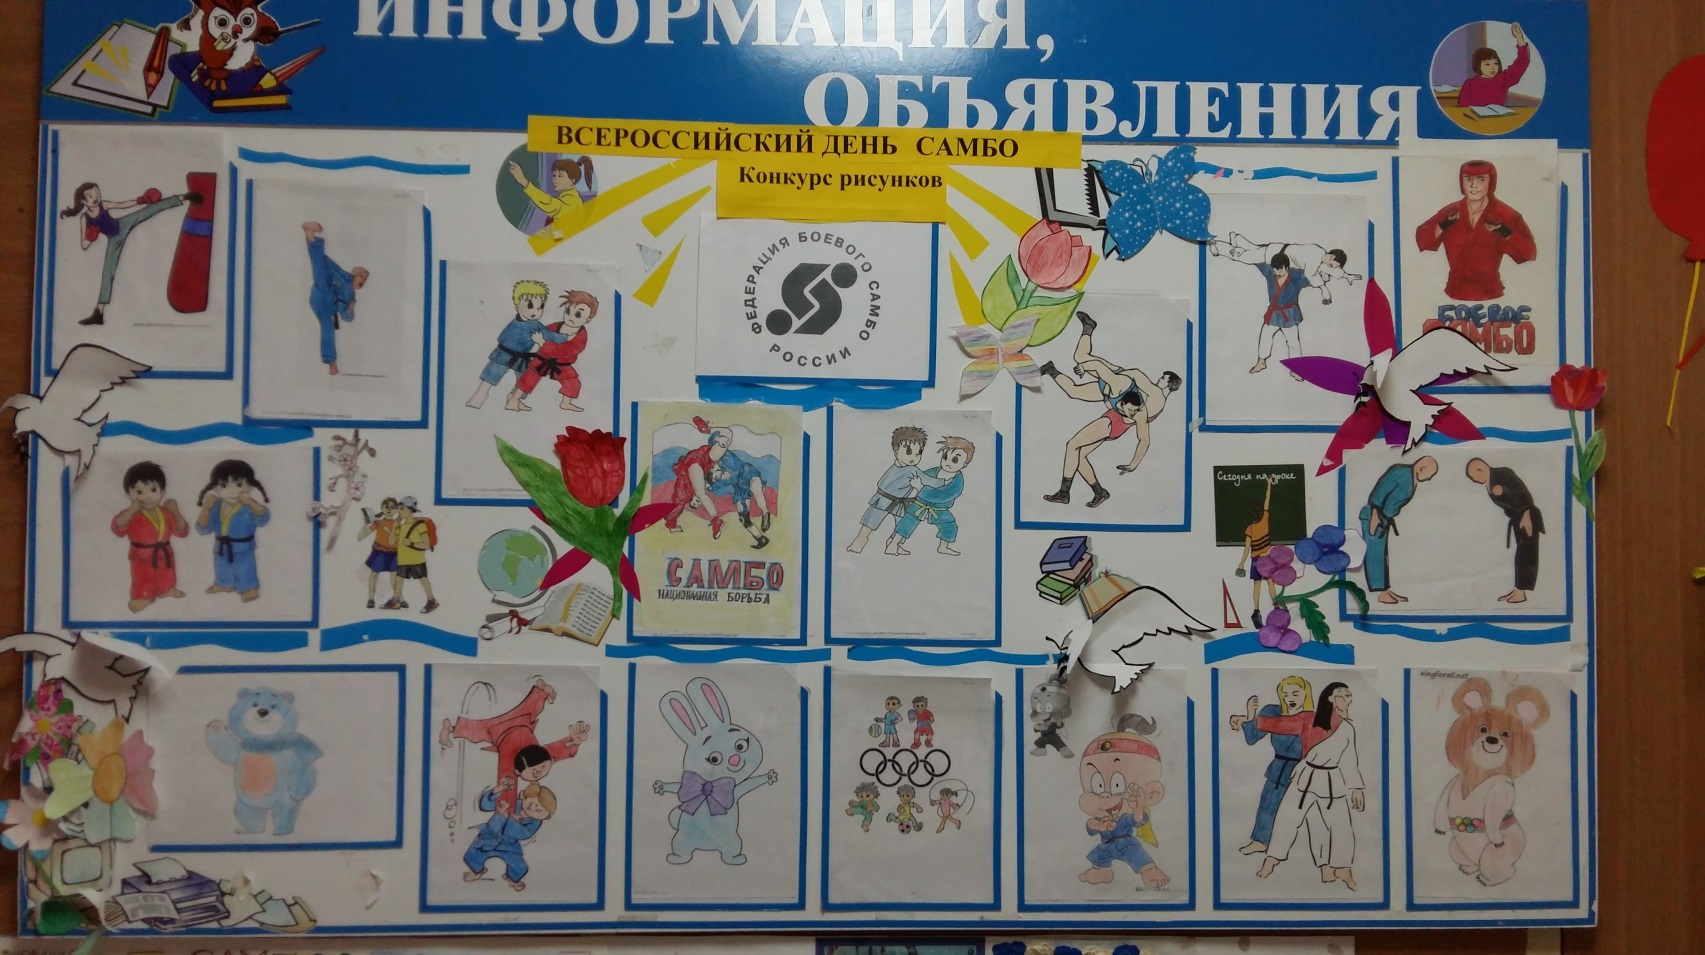 ИНФОРМАЦИЯ,
ОБЪЯВЛЕНИЯ
ВСЕРОССИЙСКИЙ ДЕНЬ САМБО
Конкурс рисунков
ФЕДЕРАЦИЯ БОЕВОГО САМБО
РОССИИ
БОЕВОЕ
САМБО
Сегодня на уроке
САМБО
НАЦИОНАЛЬНАЯ БОРЬБА